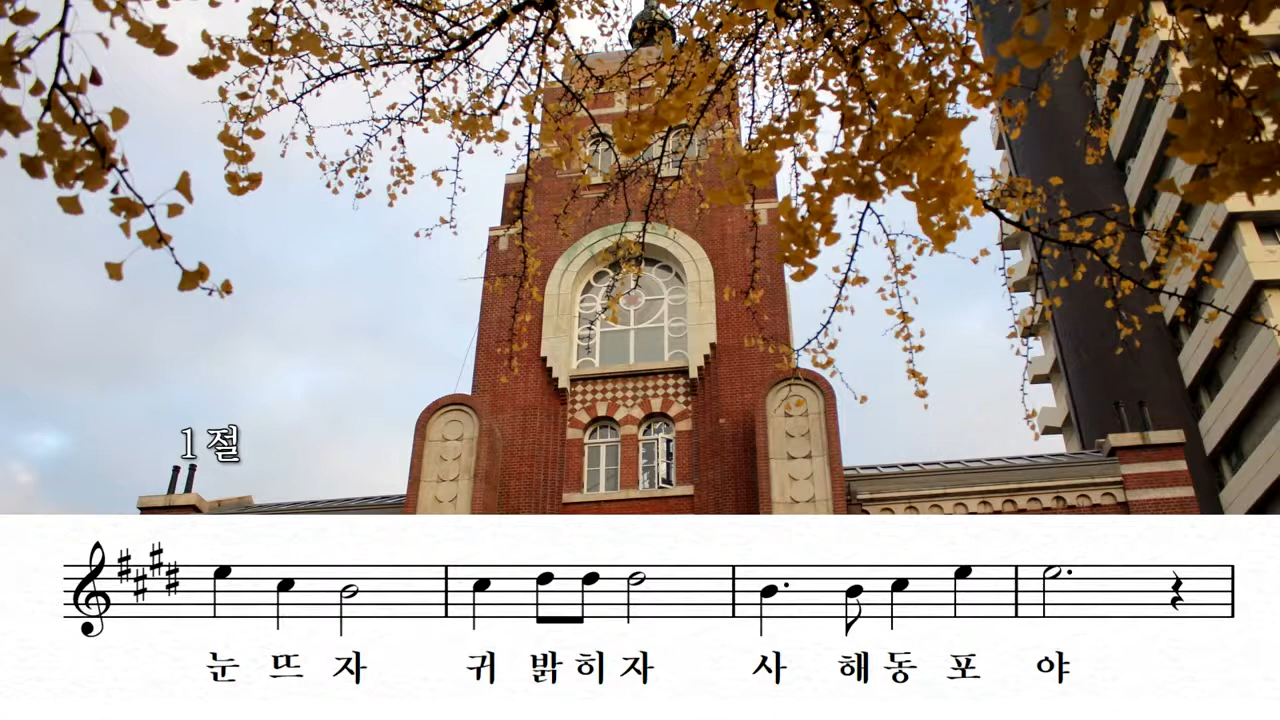 1절
눈 뜨 자 귀 밝 히 자 사 해 동 포 야